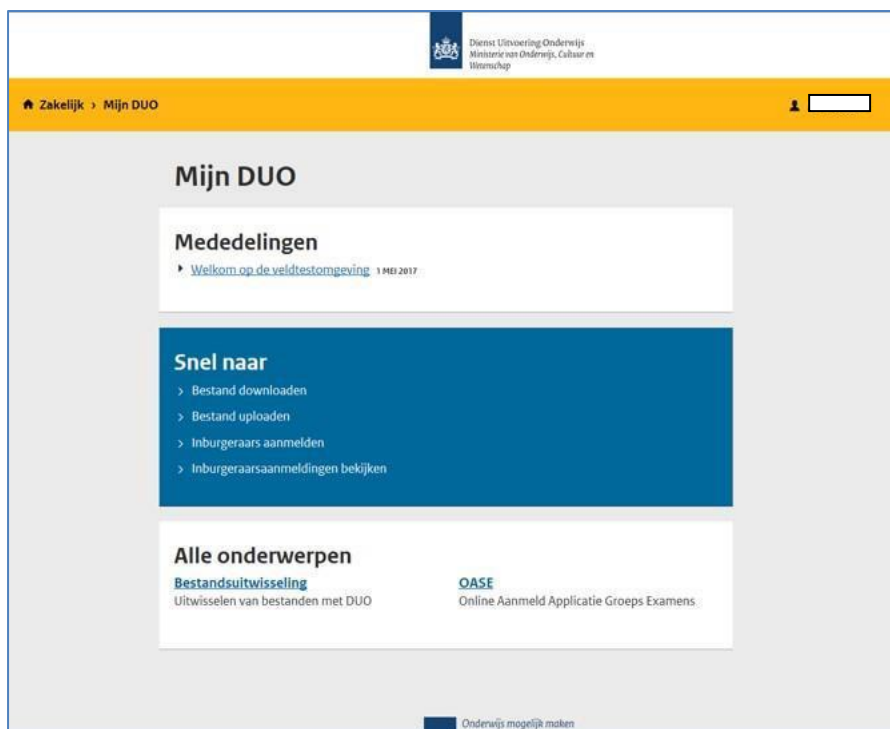 Dienst Uitvoering Onderwijs
Ministerie van Onderwijs, Cultuur en
Wetenschap
Zakelijk › Mijn DUO
Mijn DUO
Mededelingen
Welkom op de veldtestomgeving 1 MEI 2017
Snel naar
› Bestand downloaden
› Bestand uploaden
› Inburgeraars aanmelden
› Inburgeraarsaanmeldingen bekijken
Alle onderwerpen
Bestandsuitwisseling
Uitwisselen van bestanden met DUO
OASE
Online Aanmeld Applicatie Groeps Examens
Onderwijs mogelijk maken